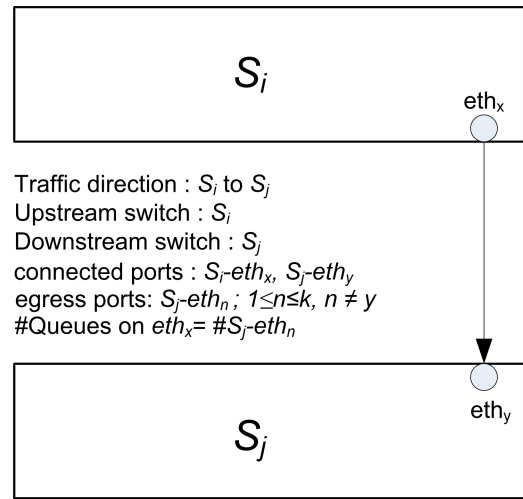 Si
ethx
Traffic direction : Si to Sj
Upstream switch : Si
Downstream switch : Sj
connected ports : Si-ethx, Sj-ethy
egress ports: Sj-ethn ; 1≤n≤k, n ≠ y
#Queues on ethx= #Sj-ethn
ethy
Sj